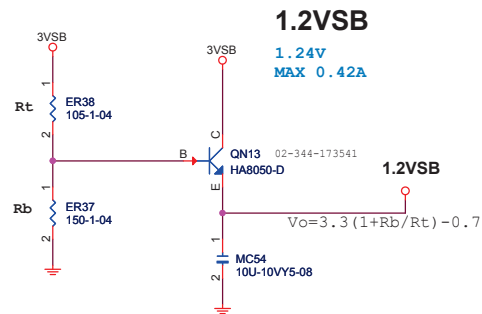 1.2VSB
1.24V
MAX 0.42A
3VSB
3VSB
1
Rt
ER38
105-1-04
2
C
B
QN13
02-344-173541
HA8050-D
E
1.2VSB
1
Rb
ER37
150-1-04
2
Vo=3.3(1+Rb/Rt)-0.7
1
MC54
10U-10VY5-08
2